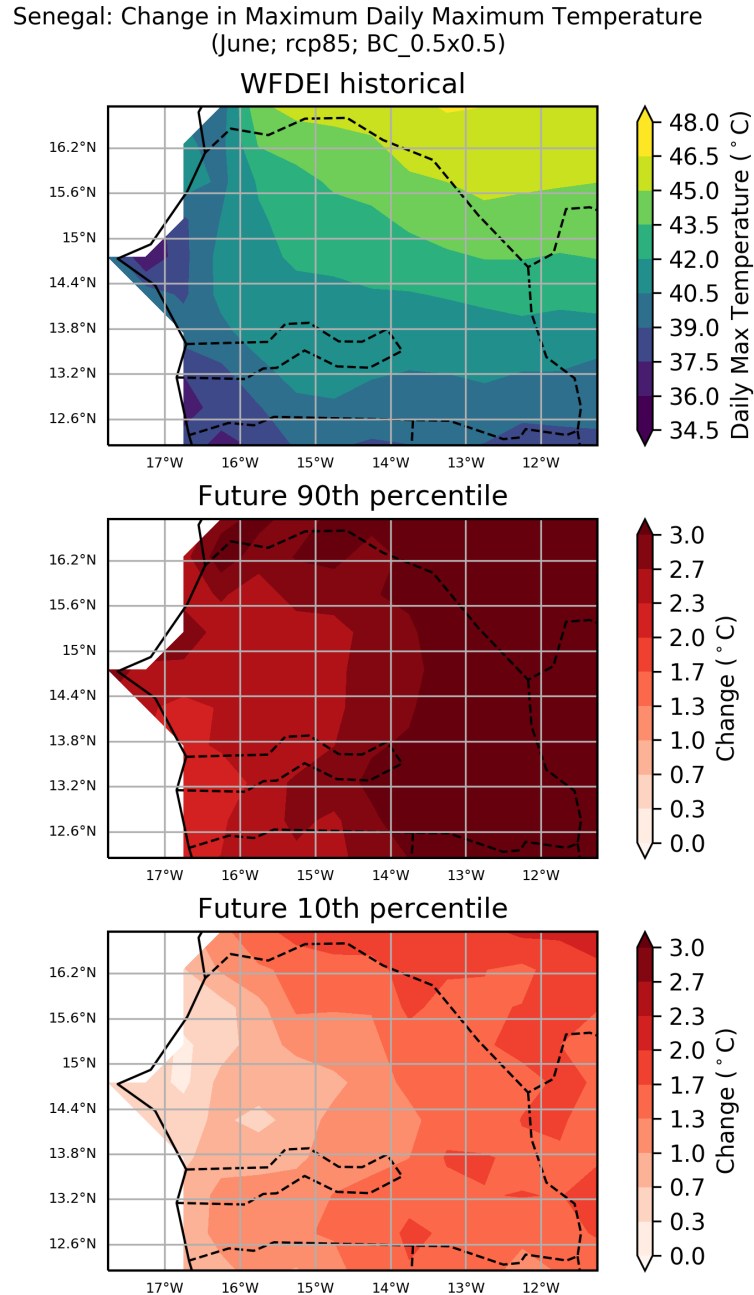 Senegal: Change in Maximum Daily Maximum Temperature
(June; rcp85; BC_0.5x0.5)
WFDEI historical
16.2°N
15.6°N
15°N
14.4°N
13.8°N
13.2°N
12.6°N
17°W 16°W 15°W 14°W 13°W 12°W
48.0
46.5
45.0
43.5
42.0
40.5
39.0
37.5
36.0
34.5
Daily Max Temperature (°C)
Future 90th percentile
16.2°N
15.6°N
15°N
14.4°N
13.8°N
13.2°N
12.6°N
17°W 16°W 15°W 14°W 13°W 12°W
3.0
2.7
2.3
2.0
1.7
1.3
1.0
0.7
0.3
0.0
Change (°C)
Future 10th percentile
16.2°N
15.6°N
15°N
14.4°N
13.8°N
13.2°N
12.6°N
17°W 16°W 15°W 14°W 13°W 12°W
3.0
2.7
2.3
2.0
1.7
1.3
1.0
0.7
0.3
0.0
Change (°C)